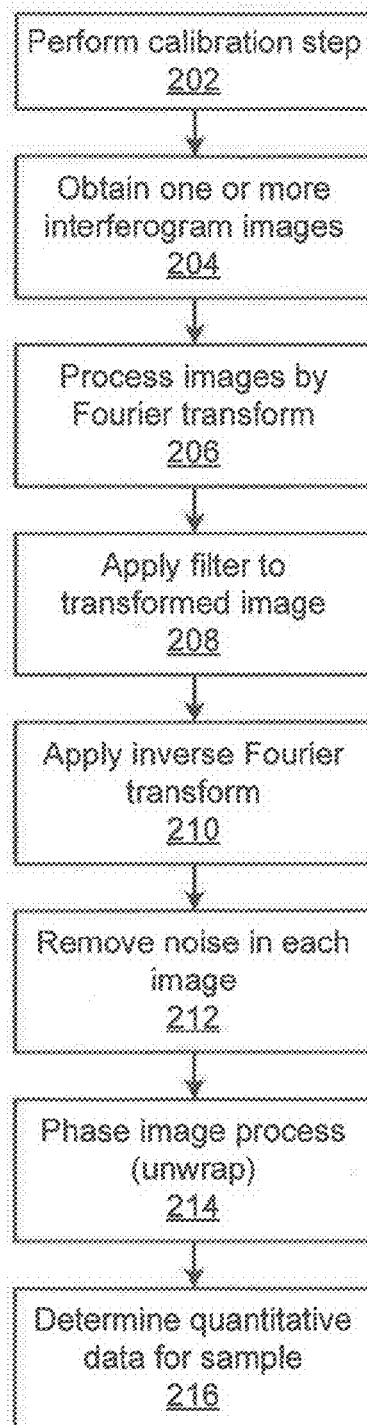 Perform calibration step
202
Obtain one or more
interferogram images
204
Process images by
Fourier transform
206
Apply filter to
transformed image
208
Apply inverse Fourier
transform
210
Remove noise in each
image
212
Phase image process
(unwrap)
214
Determine quantitative
data for sample
216